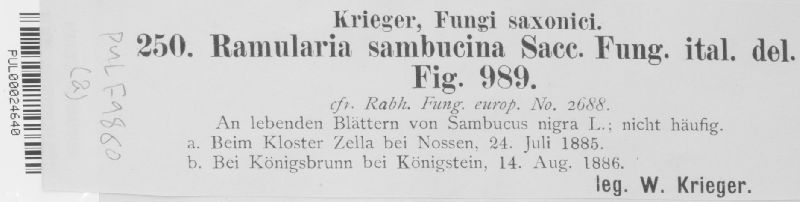 Krieger, Fungi saxonici.
250. Ramularia sambucina Sacc. Fung. ital. del.
Fig. 989.
cfr. Rabh. Fung. europ. No. 2688.
An lebenden Blättern von Sambucus nigra L.; nicht häufig.
a. Beim Kloster Zella bei Nossen, 24. Juli 1885.
b. Bei Königsbrunn bei Königstein, 14. Aug. 1886.
leg. W. Krieger.
PUL00024640
PUL F9860
(2)